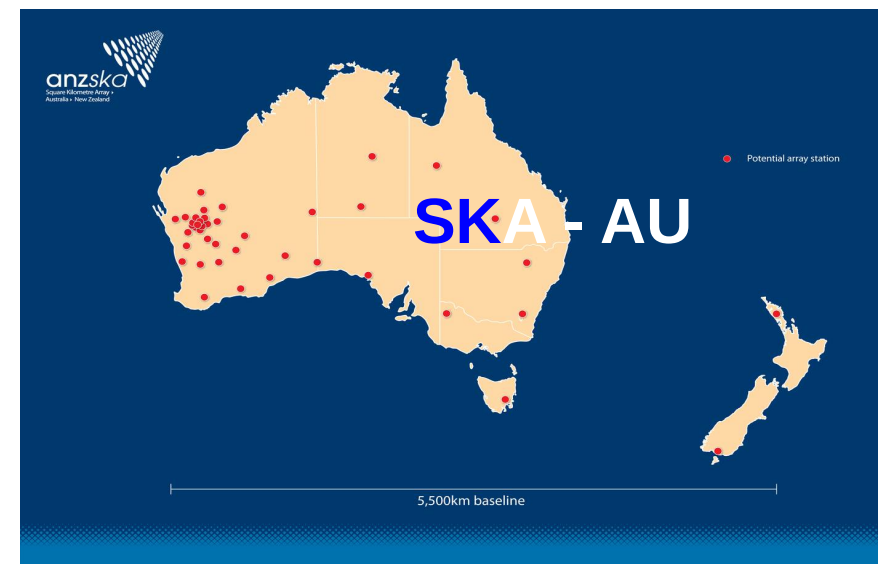 anzska
Square Kilometre Array ›
Australia › New Zealand
Potential array station
SKA - AU
5,500km baseline